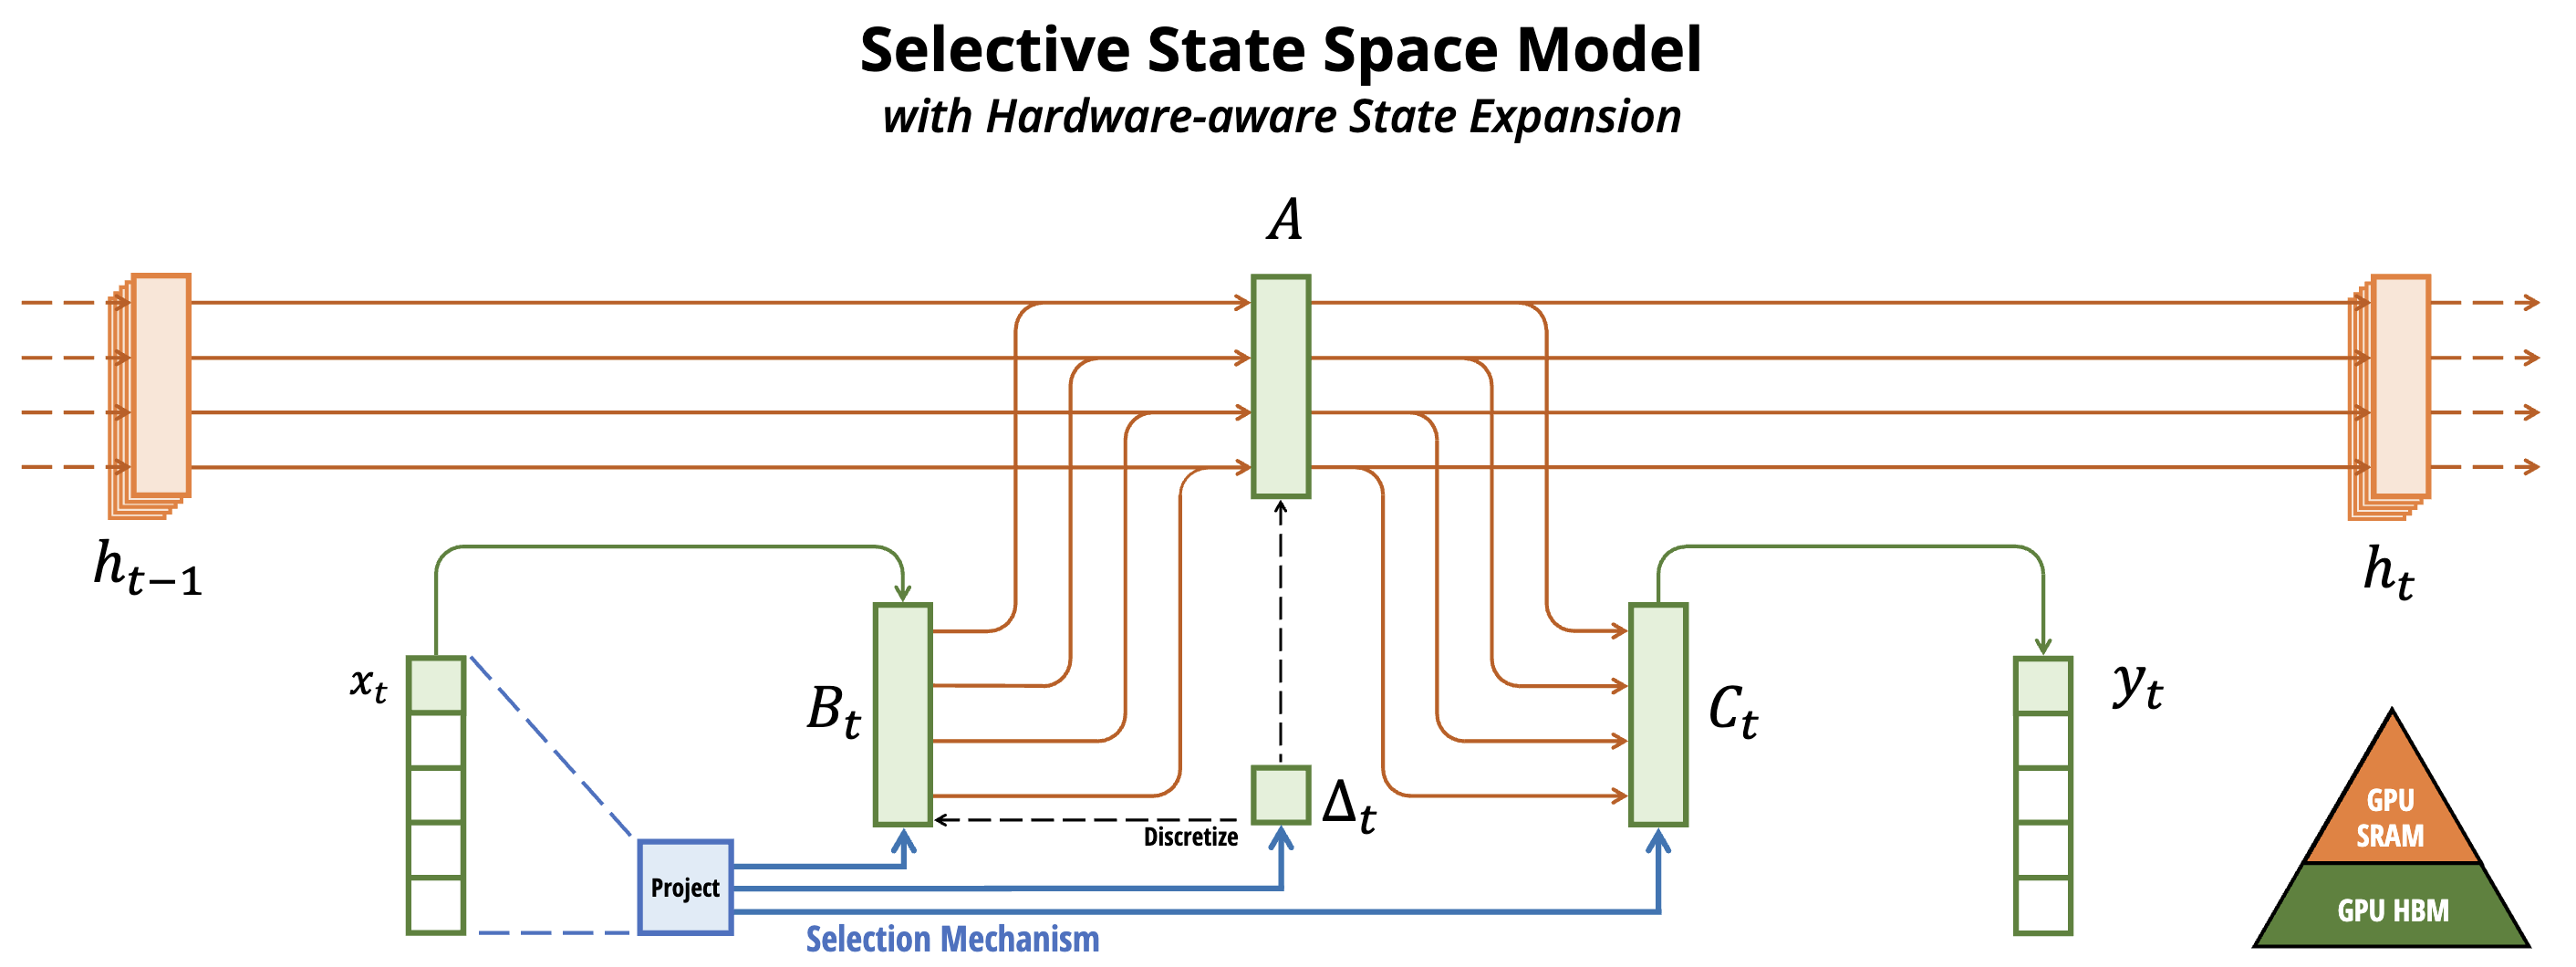 Selective State Space Model
with Hardware-aware State Expansion
A
h_{t-1}
h_t
x_t
B_t
C_t
y_t
Δ_t
Discretize
Project
Selection Mechanism
GPU
SRAM
GPU HBM